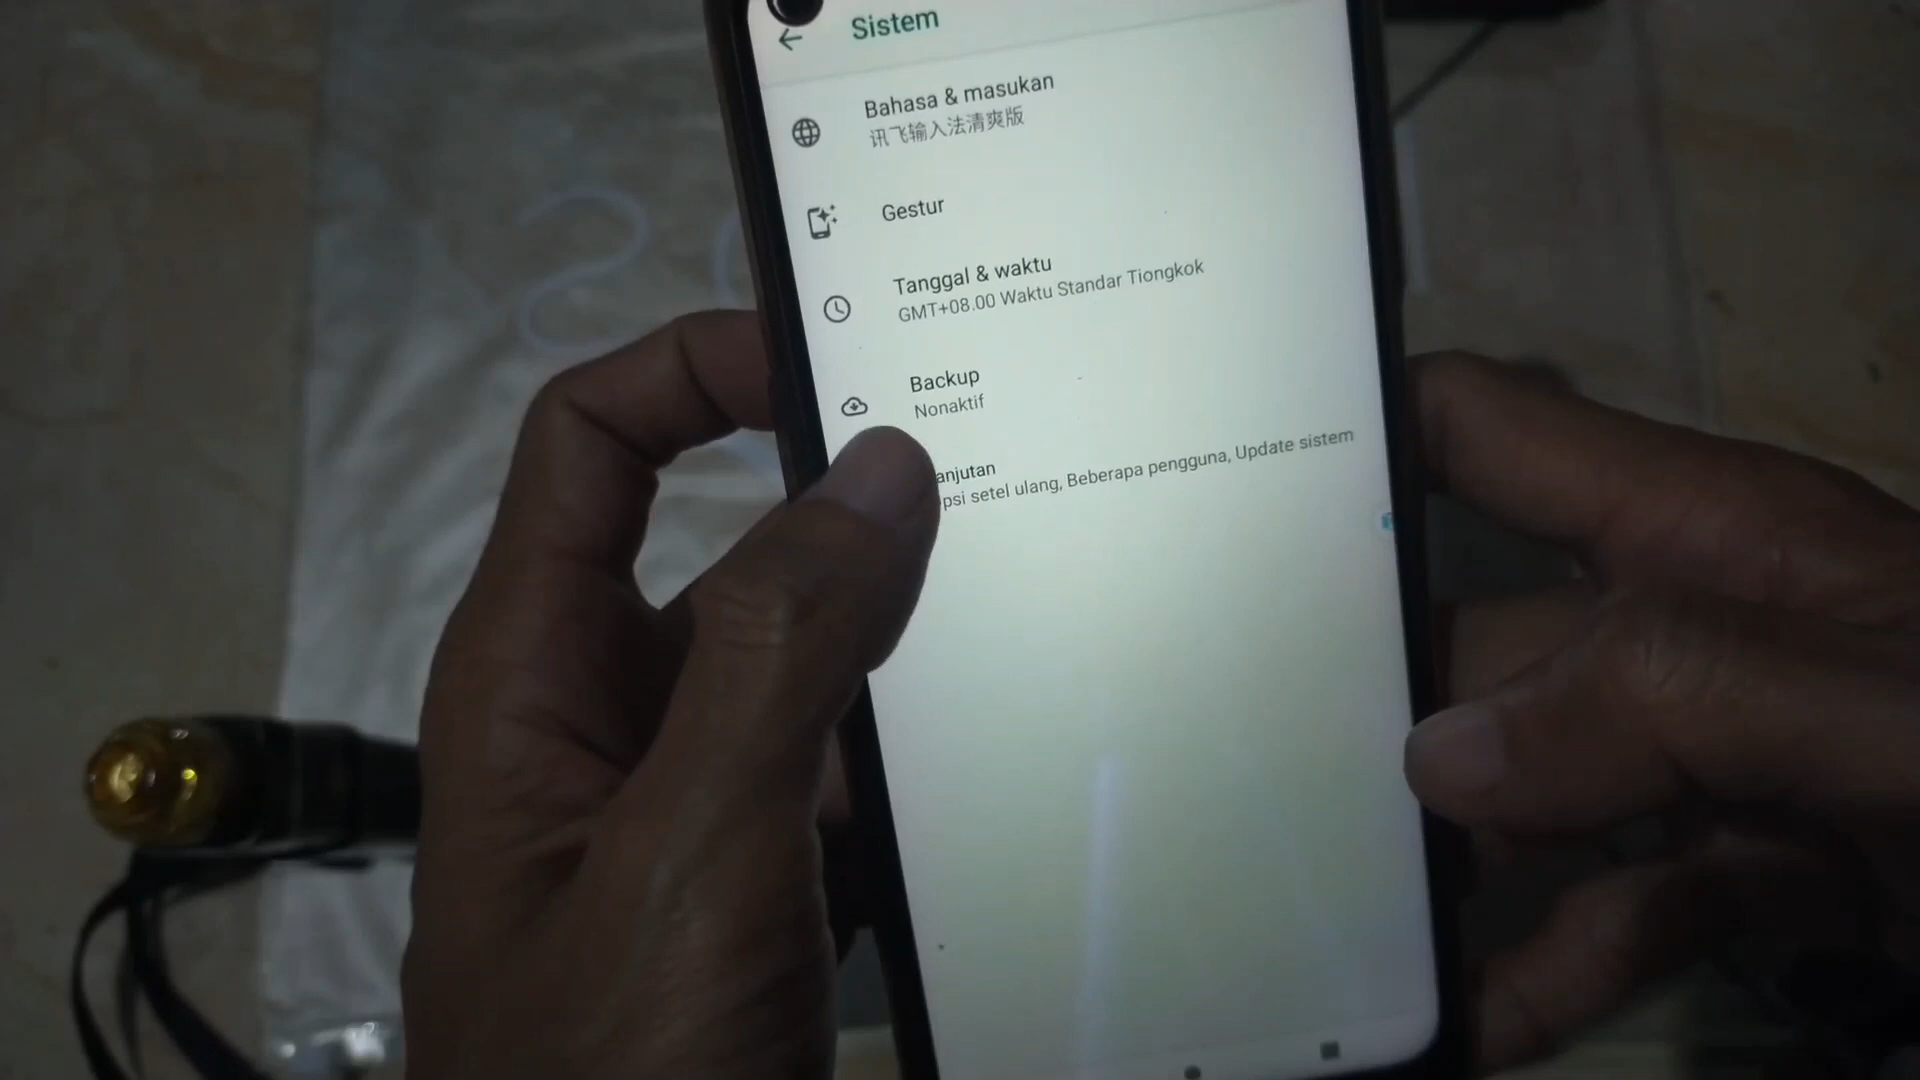 Sistem
Bahasa & masukan
讯飞输入法清爽版
Gestur
Tanggal & waktu
GMT+08.00 Waktu Standar Tiongkok
Backup
Nonaktif
anjutan
psi setel ulang, Beberapa pengguna, Update sistem